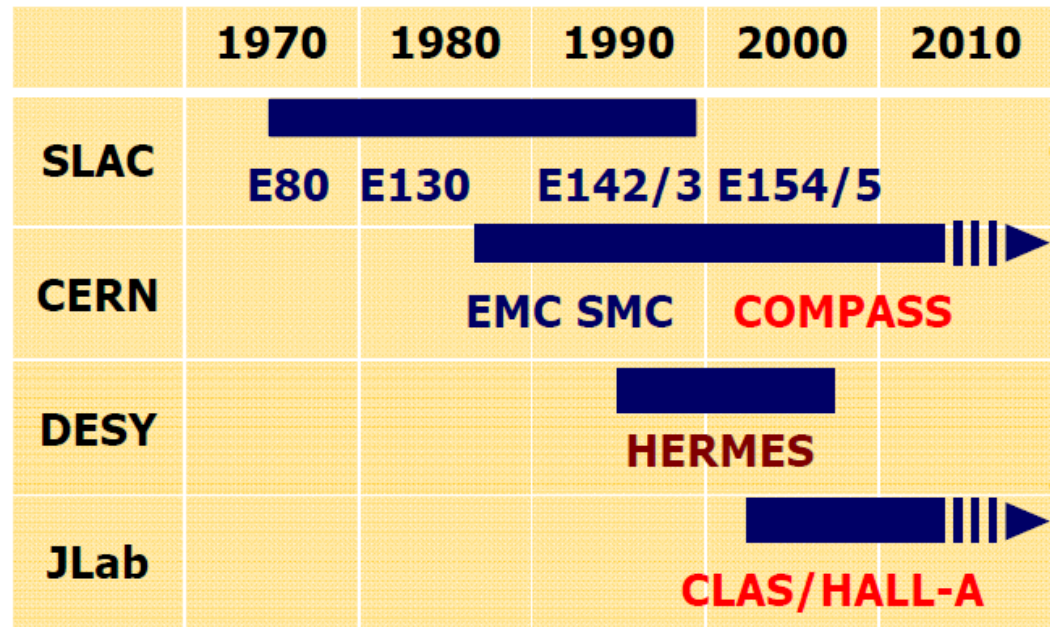 1970 1980 1990 2000 2010
SLAC
E80 E130 E142/3 E154/5
CERN
EMC SMC COMPASS
DESY
HERMES
JLab
CLAS/HALL-A